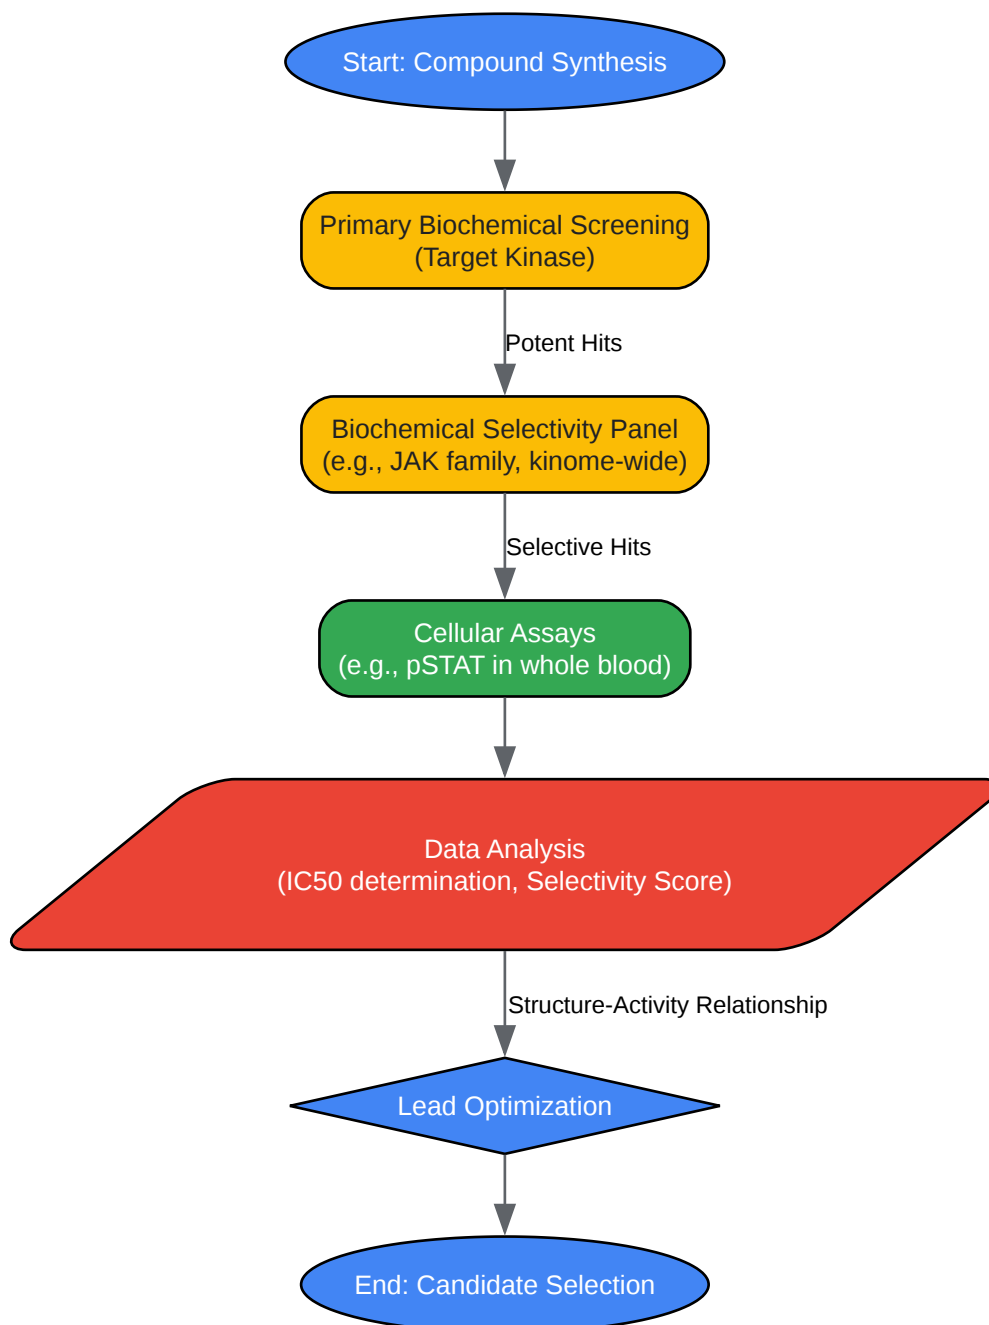 Start: Compound Synthesis
Primary Biochemical Screening
(Target Kinase)
Potent Hits
Biochemical Selectivity Panel
(e.g., JAK family, kinome-wide)
Selective Hits
Cellular Assays
(e.g., pSTAT in whole blood)
Data Analysis
(IC50 determination, Selectivity Score)
Structure-Activity Relationship
Lead Optimization
End: Candidate Selection